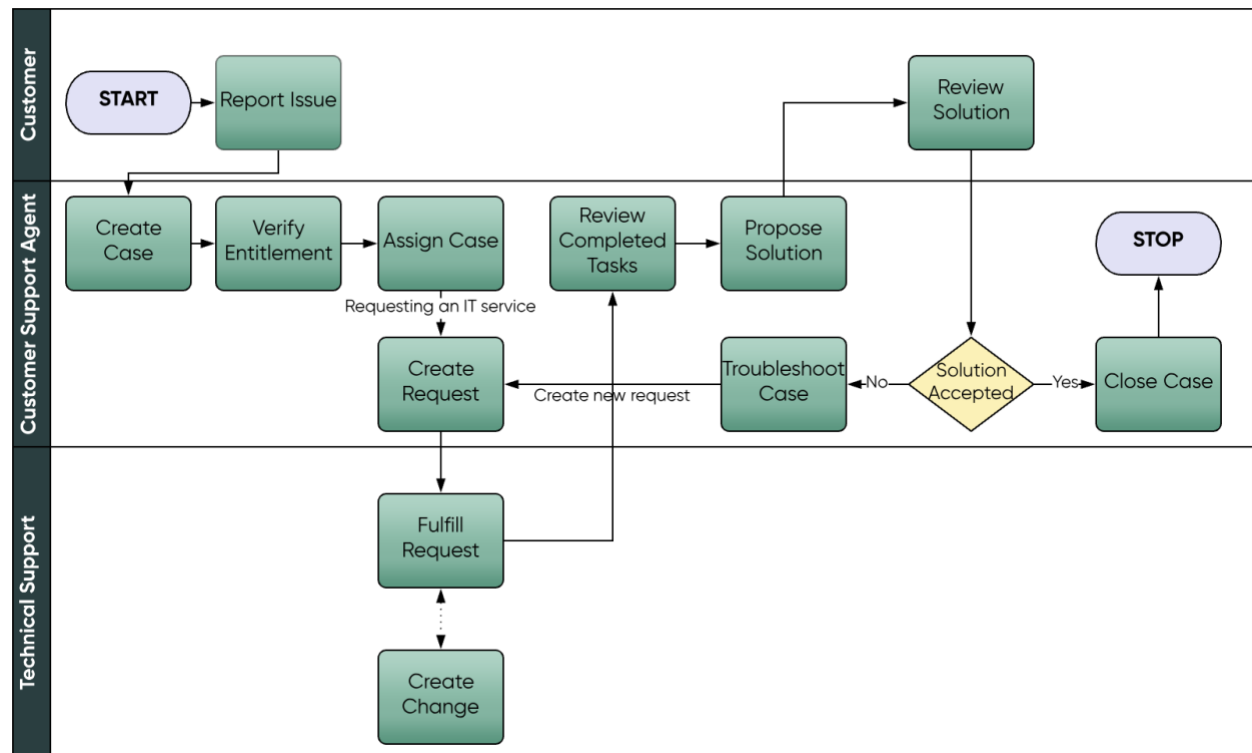 Customer
START
Report Issue
Review
Solution
Customer Support Agent
Create
Case
Verify
Entitlement
Assign Case
Review
Completed
Tasks
Propose
Solution
STOP
Requesting an IT service
Create
Request
Create new request
Troubleshoot
Case
No
Solution
Accepted
Yes
Close Case
Technical Support
Fulfill
Request
Create
Change